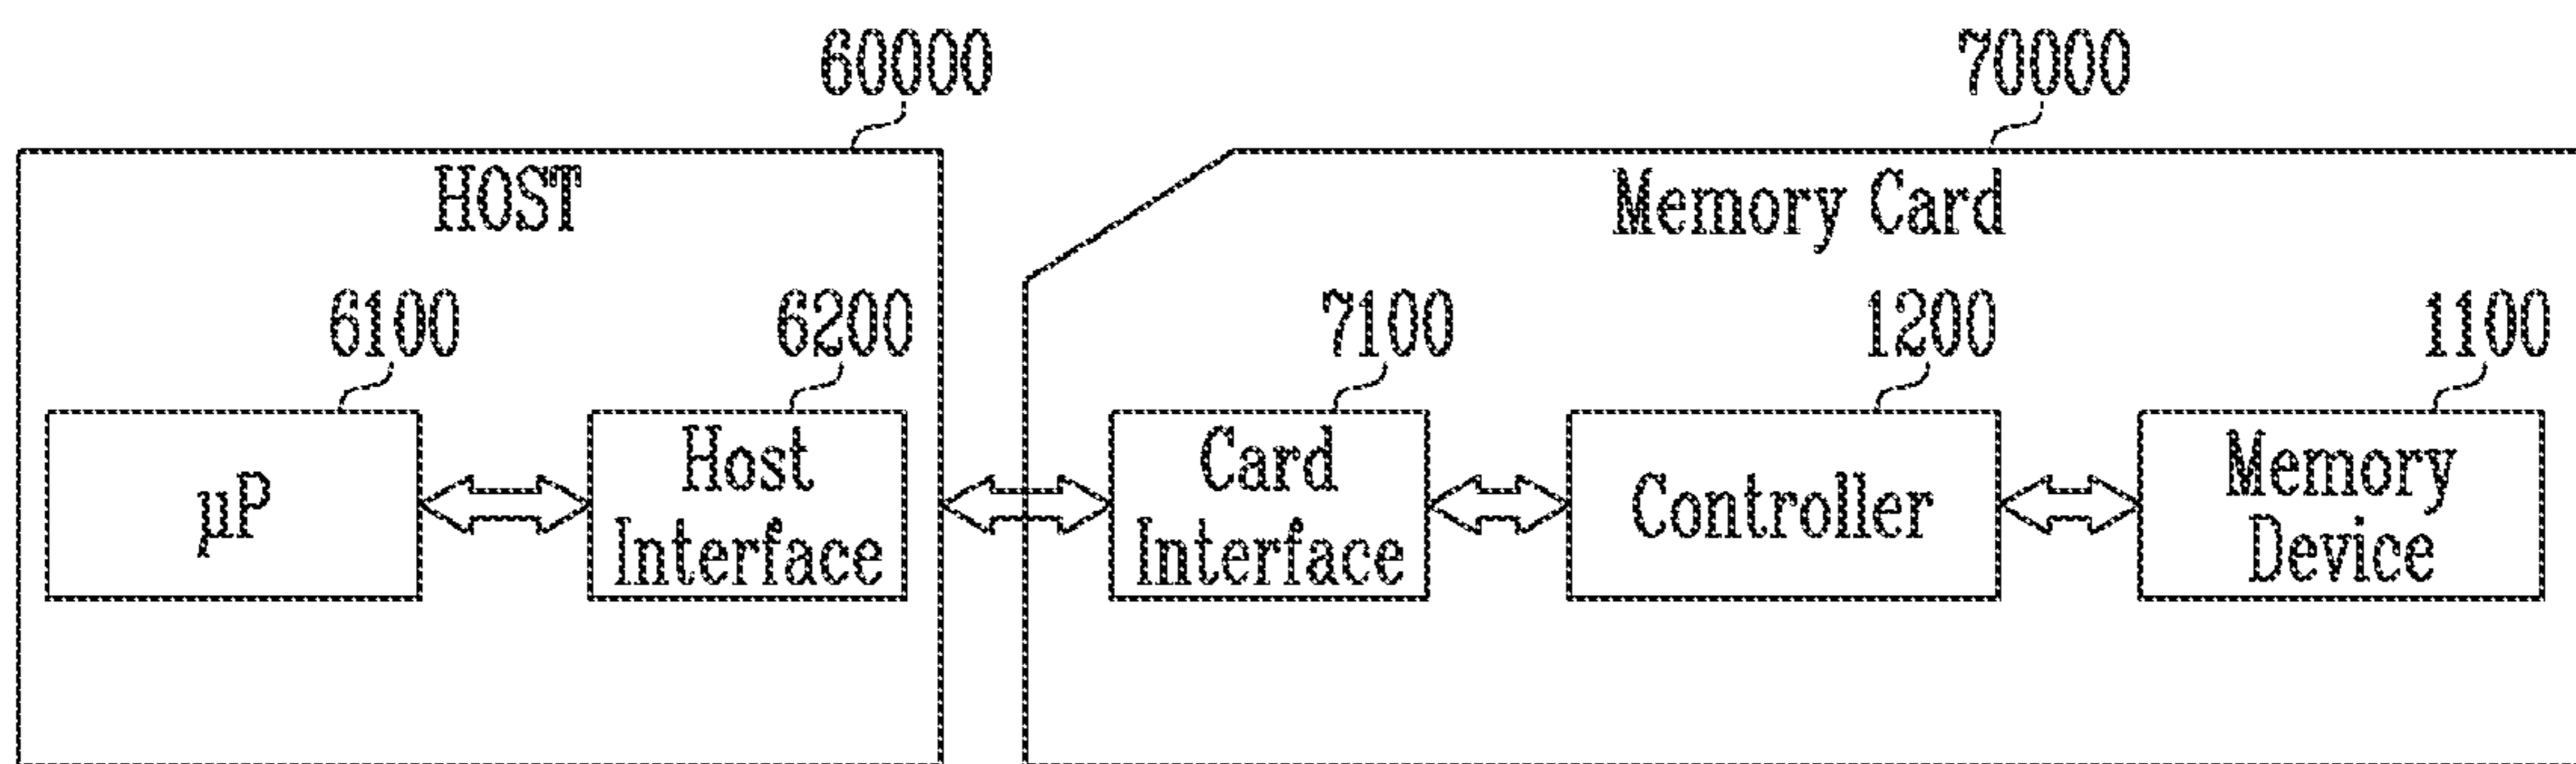 60000
70000
HOST
Memory Card
6100
6200
7100
1200
1100
µP
Host
Interface
Card
Interface
Controller
Memory
Device